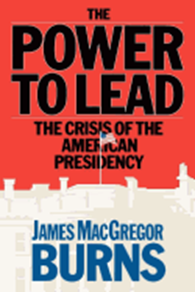 THE
POWER
TO LEAD
THE CRISIS OF THE
AMERICAN
PRESIDENCY
JAMES MACGREGOR
BURNS